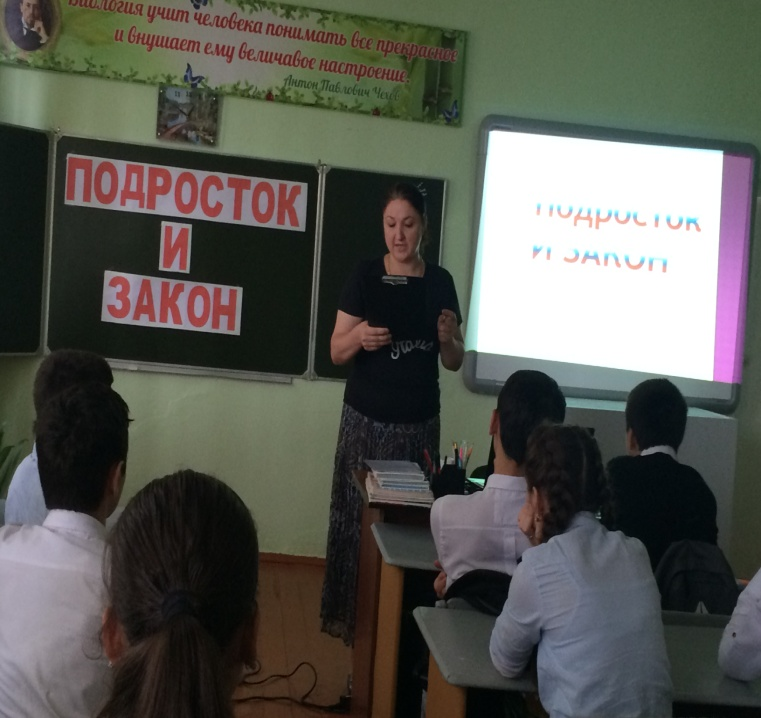 Биология учит человека понимать все прекрасное
и внушает ему величавое настроение.
Антон Павлович Чехов
ПОДРОСТОК
И
ЗАКОН
ПОДРОСТОК
И ЗАКОН